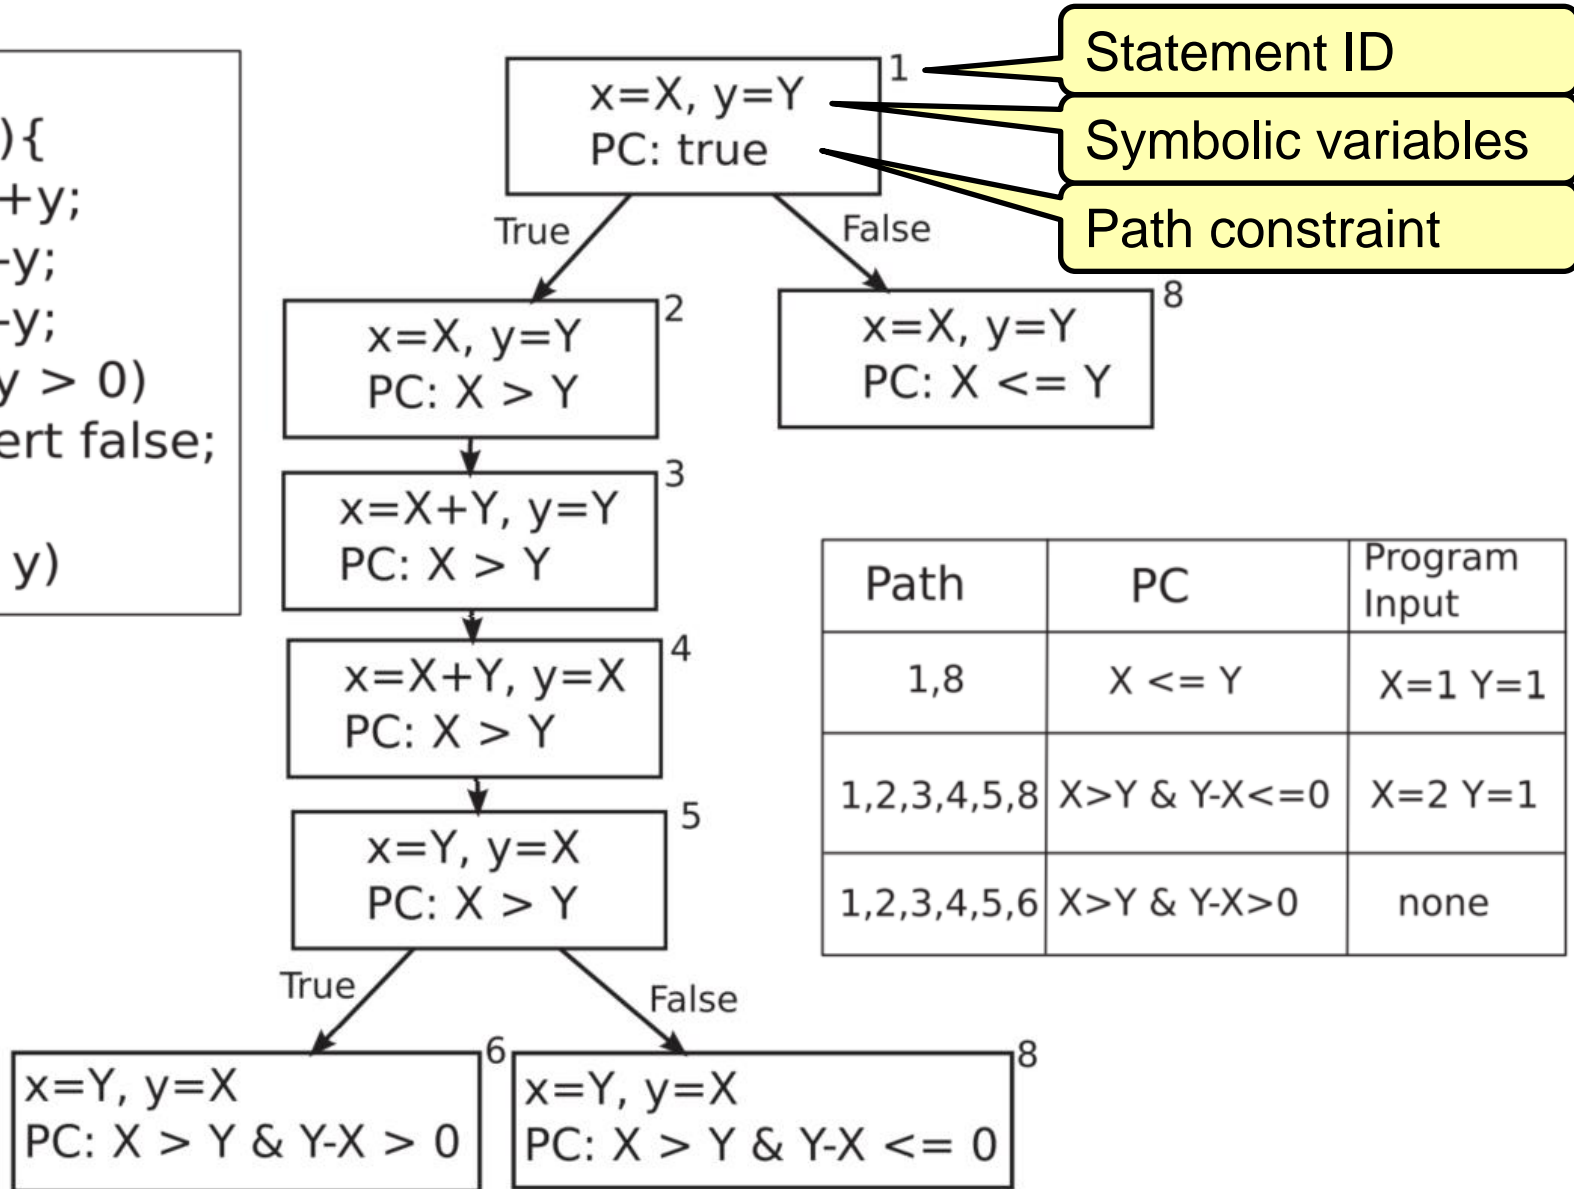 ){
+y;
-y;
-y;
y > 0)
ert false;
y)
x=X, y=Y
PC: true
1
Statement ID
Symbolic variables
Path constraint
True
False
x=X, y=Y
PC: X > Y
2
x=X, y=Y
PC: X <= Y
8
x=X+Y, y=Y
PC: X > Y
3
x=X+Y, y=X
PC: X > Y
4
x=Y, y=X
PC: X > Y
5
True
False
x=Y, y=X
PC: X > Y & Y-X > 0
6
x=Y, y=X
PC: X > Y & Y-X <= 0
8
Path PC Program Input
1,8 X <= Y X=1 Y=1
1,2,3,4,5,8 X>Y & Y-X<=0 X=2 Y=1
1,2,3,4,5,6 X>Y & Y-X>0 none